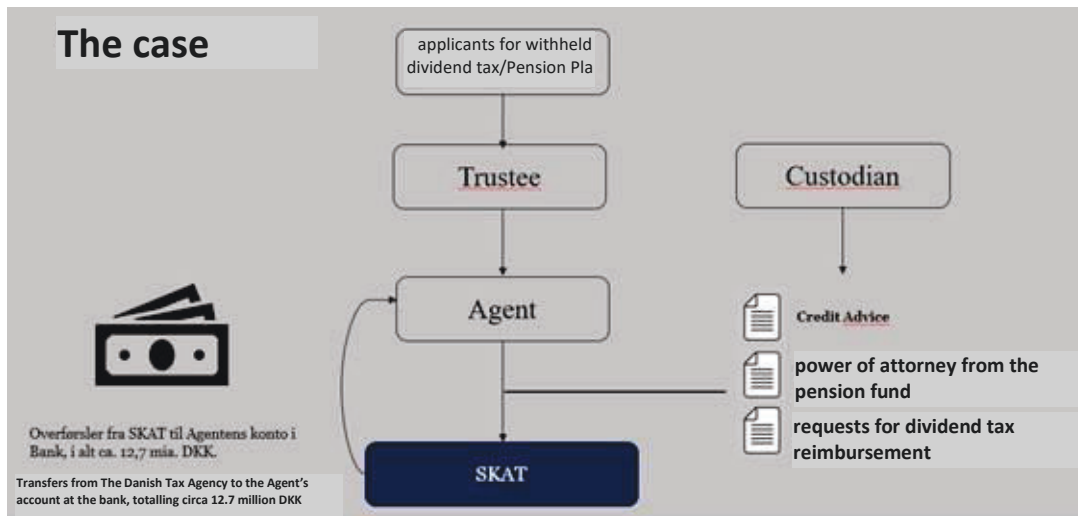 The case
applicants for withheld
dividend tax/Pension Pla
Trustee
Custodian
Agent
Credit Advice
power of attorney from the
pension fund
requests for dividend tax
reimbursement
Overførsler fra SKAT til Agentens konto i
Bank, i alt ca. 12,7 mia. DKK.
SKAT
Transfers from The Danish Tax Agency to the Agent's
account at the bank, totalling circa 12.7 million DKK